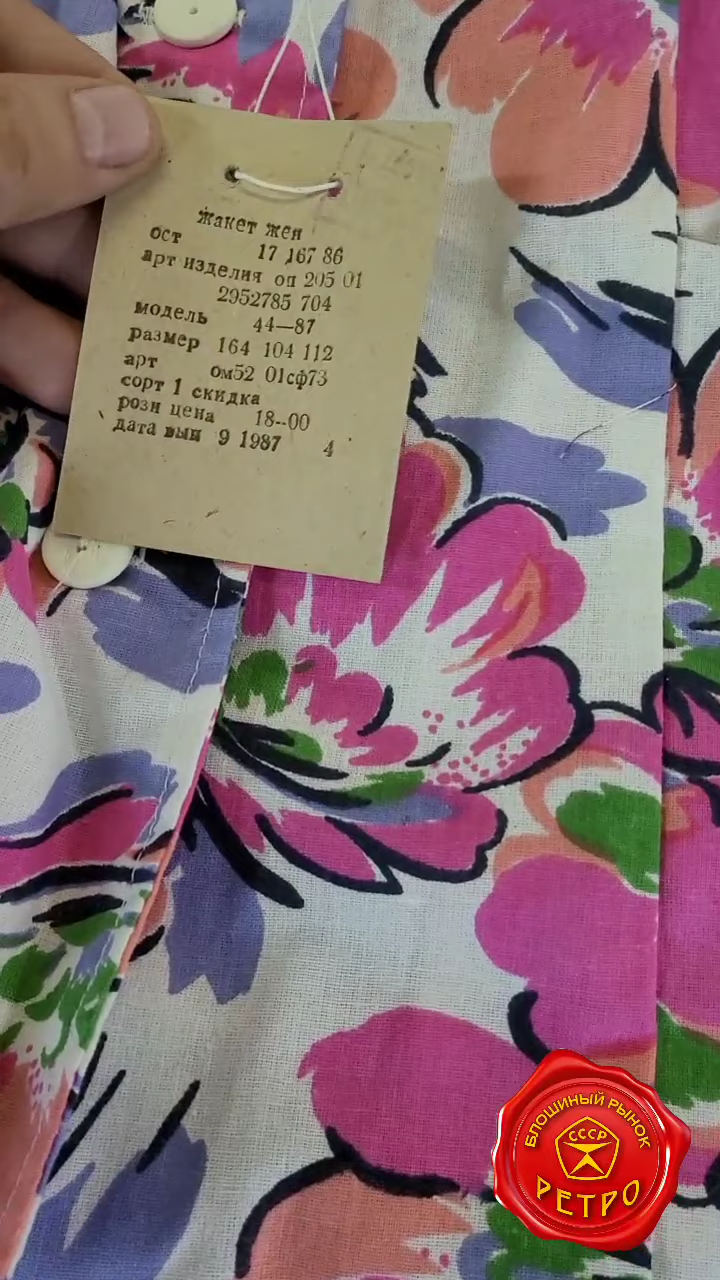 жакет жен
ост 17 167 86
арт изделия оп 205 01
2952785 704
модель 44—87
размер 164 104 112
арт ом52 01сф73
сорт 1 скидка
розн цена 18--00
дата вып 9 1987 4
БЛОШИНЫЙ РЫНОК
СССР
РЕТРО